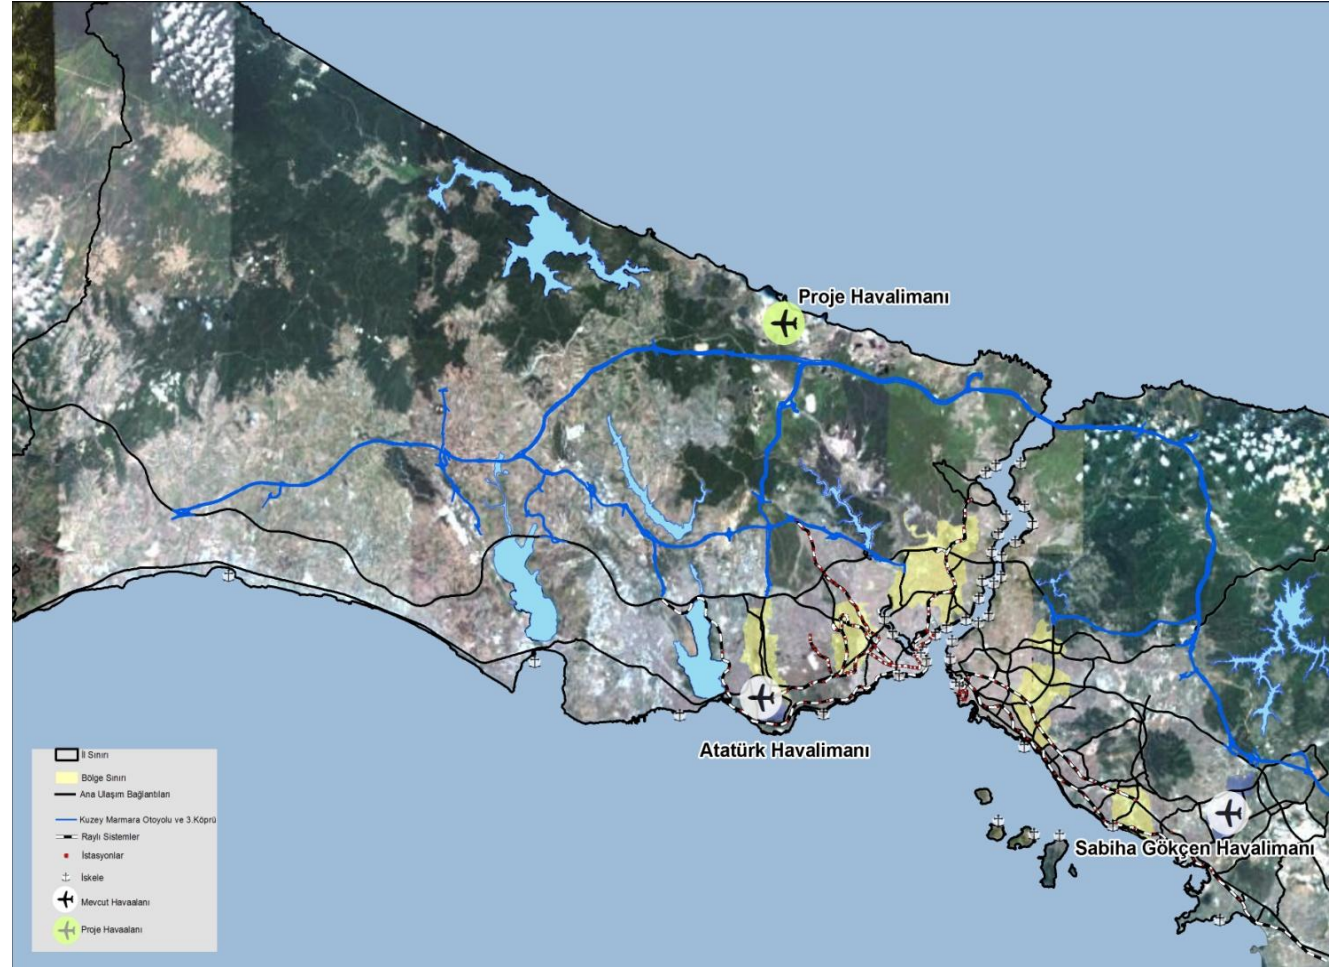 Proje Havalimanı
Atatürk Havalimanı
Sabiha Gökçen Havalimanı
İl Sınırı
Bölge Sınırı
Ana Ulaşım Bağlantıları
Kuzey Marmara Otoyolu ve 3.Köprü
Raylı Sistemler
İstasyonlar
İskele
Mevcut Havaalanı
Proje Havaalanı